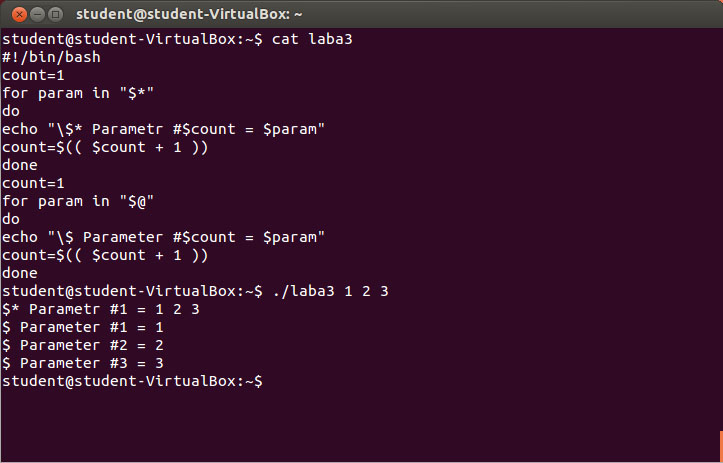 student@student-VirtualBox: ~
student@student-VirtualBox:~$ cat laba3
#!/bin/bash
count=1
for param in "$*"
do
echo "\$* Parametr #$count = $param"
count=$(( $count + 1 ))
done
count=1
for param in "$@"
do
echo "\$ Parameter #$count = $param"
count=$(( $count + 1 ))
done
student@student-VirtualBox:~$ ./laba3 1 2 3
$* Parametr #1 = 1 2 3
$ Parameter #1 = 1
$ Parameter #2 = 2
$ Parameter #3 = 3
student@student-VirtualBox:~$